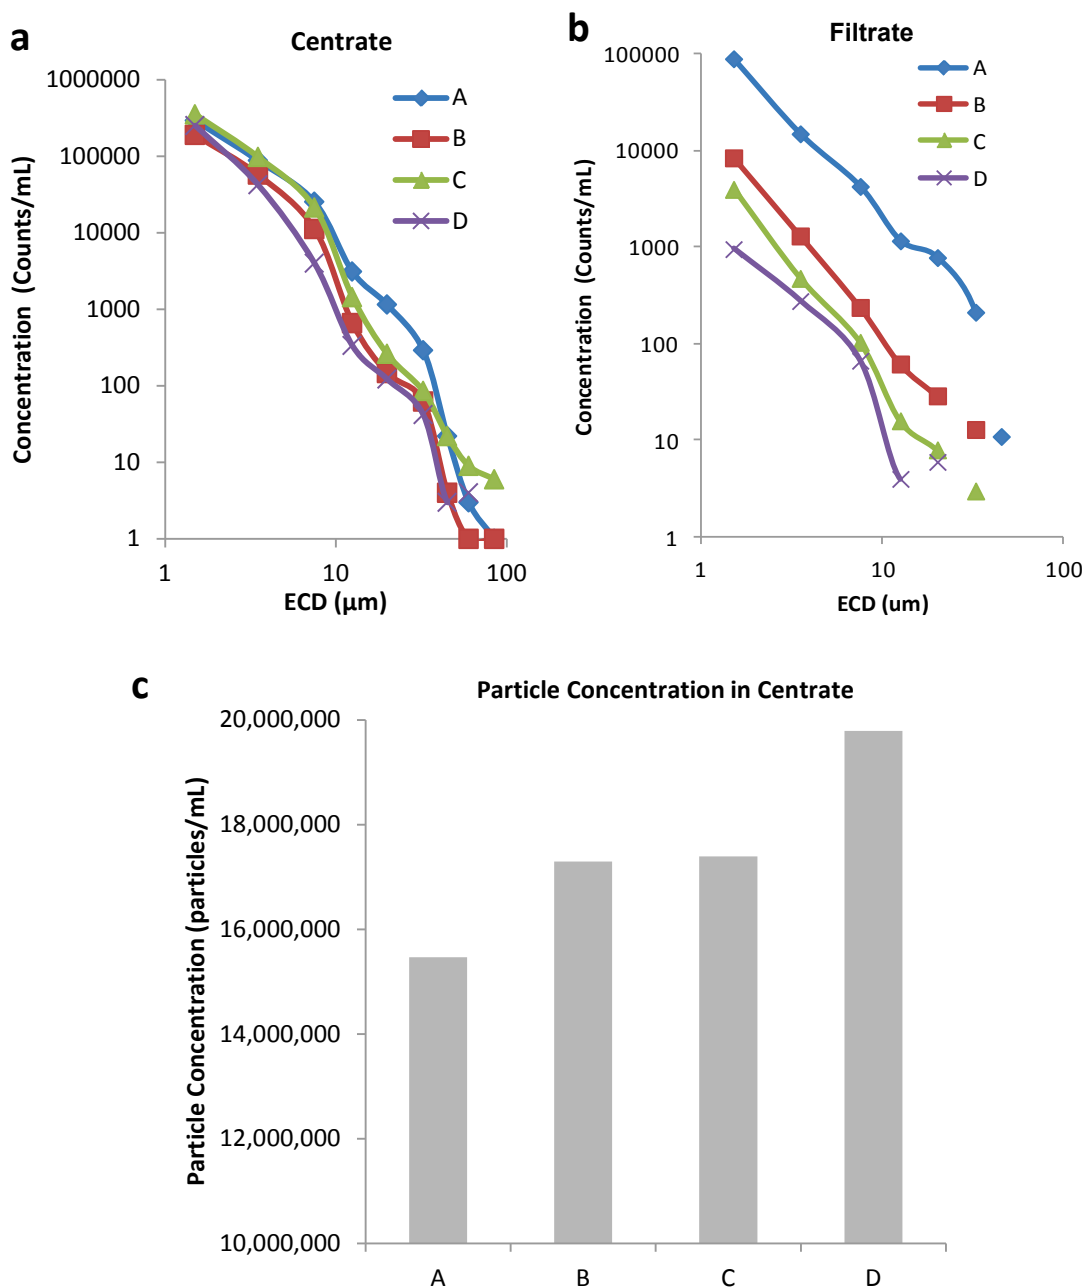 a
Centrate
1000000
100000
10000
1000
100
10
1
1
10
100
Concentration (Counts/mL)
ECD (µm)
A
B
C
D
b
Filtrate
100000
10000
1000
100
10
1
1
10
100
Concentration (Counts/mL)
ECD (um)
A
B
C
D
c
Particle Concentration in Centrate
20,000,000
18,000,000
16,000,000
14,000,000
12,000,000
10,000,000
Particle Concentration (particles/mL)
A
B
C
D